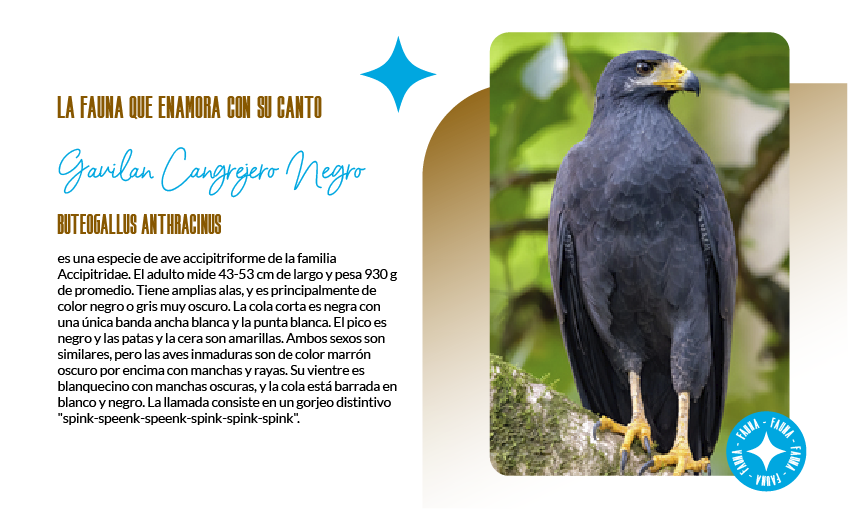 LA FAUNA QUE ENAMORA CON SU CANTO
Gavilan Cangrejero Negro
BUTEOGALLUS ANTHRACINUS
es una especie de ave accipitriforme de la familia
Accipitridae. El adulto mide 43-53 cm de largo y pesa 930 g
de promedio. Tiene amplias alas, y es principalmente de
color negro o gris muy oscuro. La cola corta es negra con
una única banda ancha blanca y la punta blanca. El pico es
negro y las patas y la cera son amarillas. Ambos sexos son
similares, pero las aves inmaduras son de color marrón
oscuro por encima con manchas y rayas. Su vientre es
blanquecino con manchas oscuras, y la cola está barrada en
blanco y negro. La llamada consiste en un gorjeo distintivo
"spink-speenk-speenk-spink-spink-spink".
FAUNA - FAUNA - FAUNA - FAUNA - FAUNA -